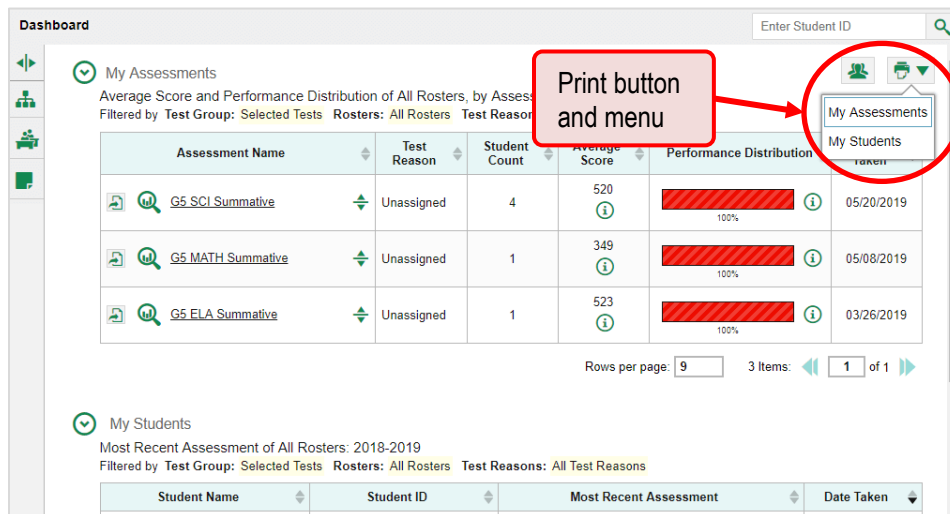 Dashboard
Enter Student ID
My Assessments
Average Score and Performance Distribution of All Rosters, by Assess
Filtered by Test Group: Selected Tests Rosters: All Rosters Test Reason
Print button
and menu
My Assessments
My Students
Assessment Name
Test
Reason
Student
Count
Average
Score
Performance Distribution
Taken
G5 SCI Summative
Unassigned
4
520
100%
05/20/2019
G5 MATH Summative
Unassigned
1
349
100%
05/08/2019
G5 ELA Summative
Unassigned
1
523
100%
03/26/2019
Rows per page: 9
3 Items:
1 of 1
My Students
Most Recent Assessment of All Rosters: 2018-2019
Filtered by Test Group: Selected Tests Rosters: All Rosters Test Reasons: All Test Reasons
Student Name
Student ID
Most Recent Assessment
Date Taken